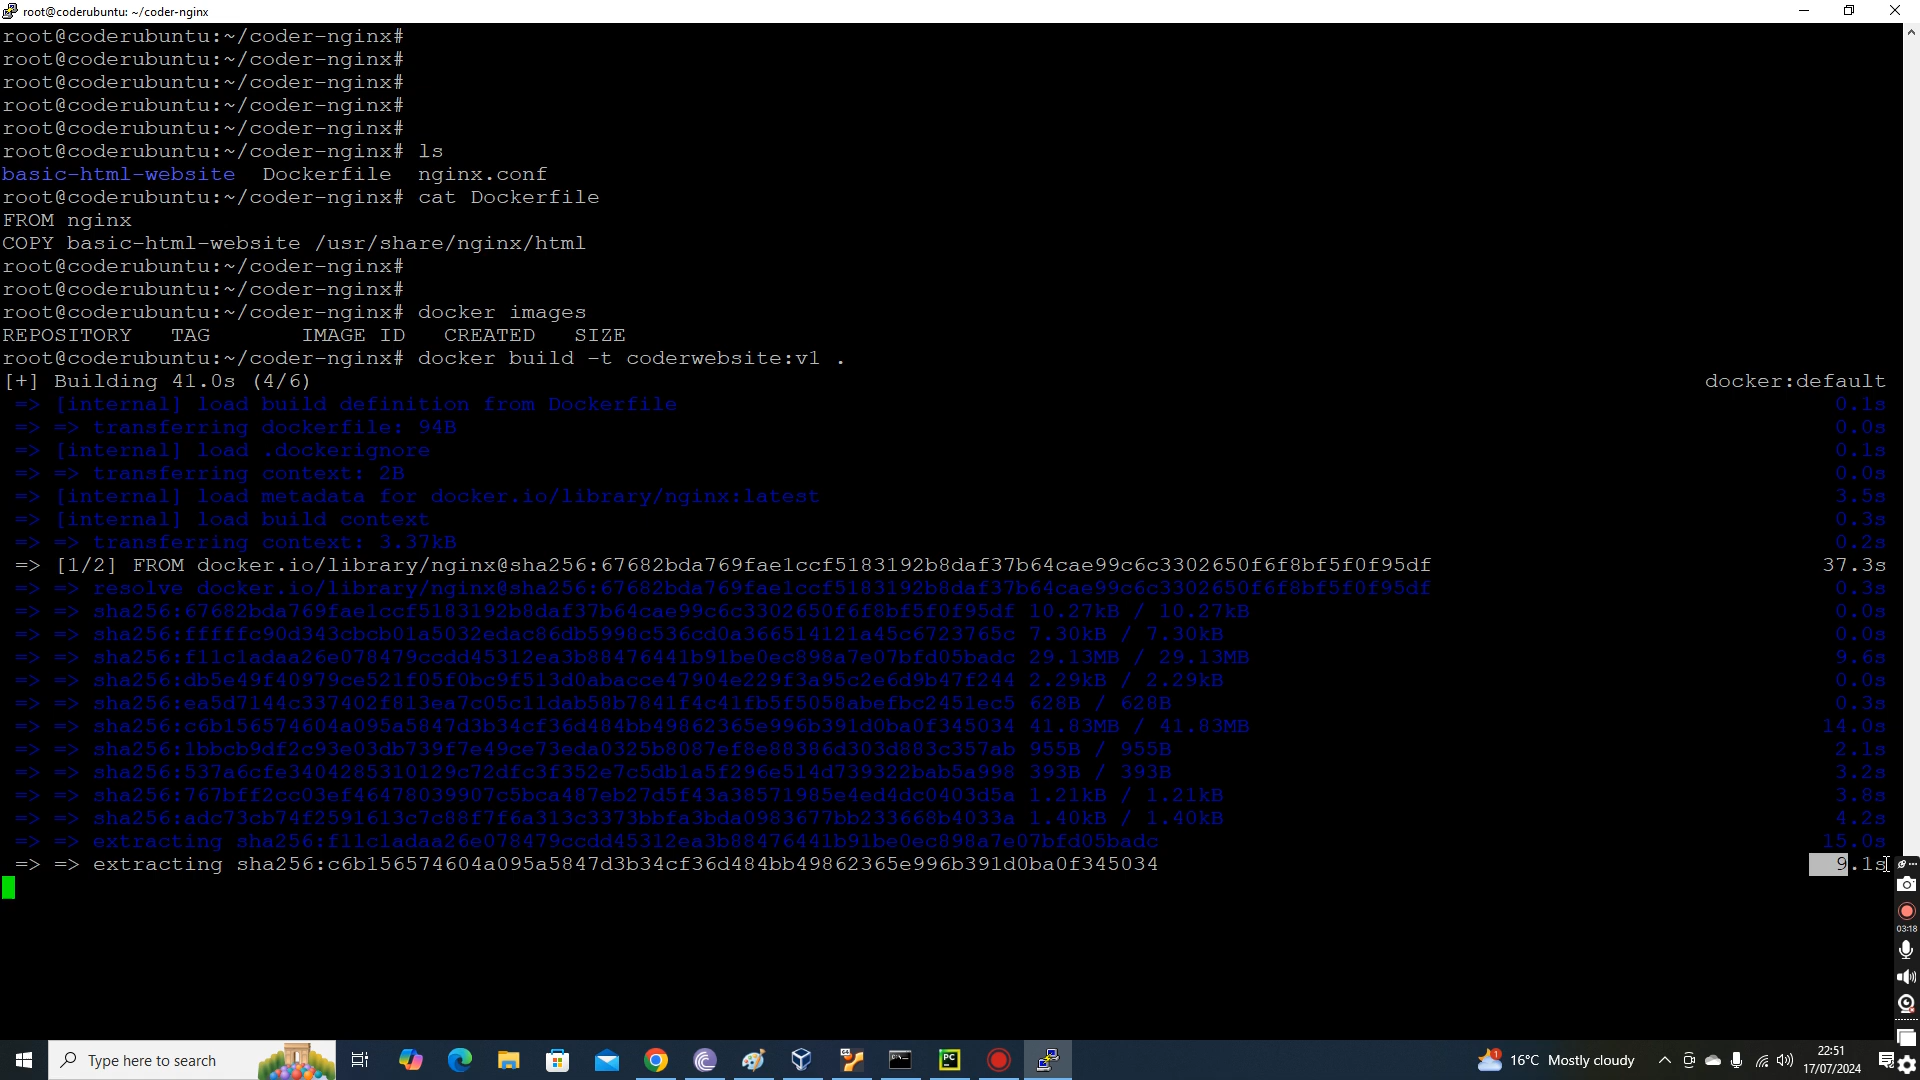 root@coderubuntu: ~/coder-nginx
root@coderubuntu:~/coder-nginx#
root@coderubuntu:~/coder-nginx#
root@coderubuntu:~/coder-nginx#
root@coderubuntu:~/coder-nginx#
root@coderubuntu:~/coder-nginx#
root@coderubuntu:~/coder-nginx# ls
basic-html-website  Dockerfile  nginx.conf
root@coderubuntu:~/coder-nginx# cat Dockerfile
FROM nginx
COPY basic-html-website /usr/share/nginx/html
root@coderubuntu:~/coder-nginx#
root@coderubuntu:~/coder-nginx#
root@coderubuntu:~/coder-nginx# docker images
REPOSITORY   TAG       IMAGE ID   CREATED   SIZE
root@coderubuntu:~/coder-nginx# docker build -t coderwebsite:v1 .
[+] Building 41.0s (4/6) docker:default
=> [internal] load build definition from Dockerfile 0.1s
=> => transferring dockerfile: 94B 0.0s
=> [internal] load .dockerignore 0.1s
=> => transferring context: 2B 0.0s
=> [internal] load metadata for docker.io/library/nginx:latest 3.5s
=> [internal] load build context 0.3s
=> => transferring context: 3.37kB 0.2s
=> [1/2] FROM docker.io/library/nginx@sha256:67682bda769fae1ccf5183192b8daf37b64cae99c6c3302650f6f8bf5f0f95df 37.3s
=> => resolve docker.io/library/nginx@sha256:67682bda769fae1ccf5183192b8daf37b64cae99c6c3302650f6f8bf5f0f95df 0.3s
=> => sha256:67682bda769fae1ccf5183192b8daf37b64cae99c6c3302650f6f8bf5f0f95df 10.27kB / 10.27kB 0.0s
=> => sha256:fffffc90d343cbcb01a5032edac86db5998c536cd0a366514121a45c6723765c 7.30kB / 7.30kB 0.0s
=> => sha256:f11c1adaa26e078479ccdd45312ea3b88476441b91be0ec898a7e07bfd05badc 29.13MB / 29.13MB 9.6s
=> => sha256:db5e49f40979ce521f05f0bc9f513d0abacce47904e229f3a95c2e6d9b47f244 2.29kB / 2.29kB 0.0s
=> => sha256:ea5d7144c337402f813ea7c05c11dab58b7841f4c41fb5f5058abefbc2451ec5 628B / 628B 0.3s
=> => sha256:c6b156574604a095a5847d3b34cf36d484bb49862365e996b391d0ba0f345034 41.83MB / 41.83MB 14.0s
=> => sha256:1bbcb9df2c93e03db739f7e49ce73eda0325b8087ef8e88386d303d883c357ab 955B / 955B 2.1s
=> => sha256:537a6cfe3404285310129c72dfc3f352e7c5db1a5f296e514d739322bab5a998 393B / 393B 3.2s
=> => sha256:767bff2cc03ef46478039907c5bca487eb27d5f43a38571985e4ed4dc0403d5a 1.21kB / 1.21kB 3.8s
=> => sha256:adc73cb74f2591613c7c88f7f6a313c3373bbfa3bda0983677bb233668b4033a 1.40kB / 1.40kB 4.2s
=> => extracting sha256:f11c1adaa26e078479ccdd45312ea3b88476441b91be0ec898a7e07bfd05badc 15.0s
=> => extracting sha256:c6b156574604a095a5847d3b34cf36d484bb49862365e996b391d0ba0f345034 9.1s
03:18
Type here to search
16°C Mostly cloudy
22:51
17/07/2024